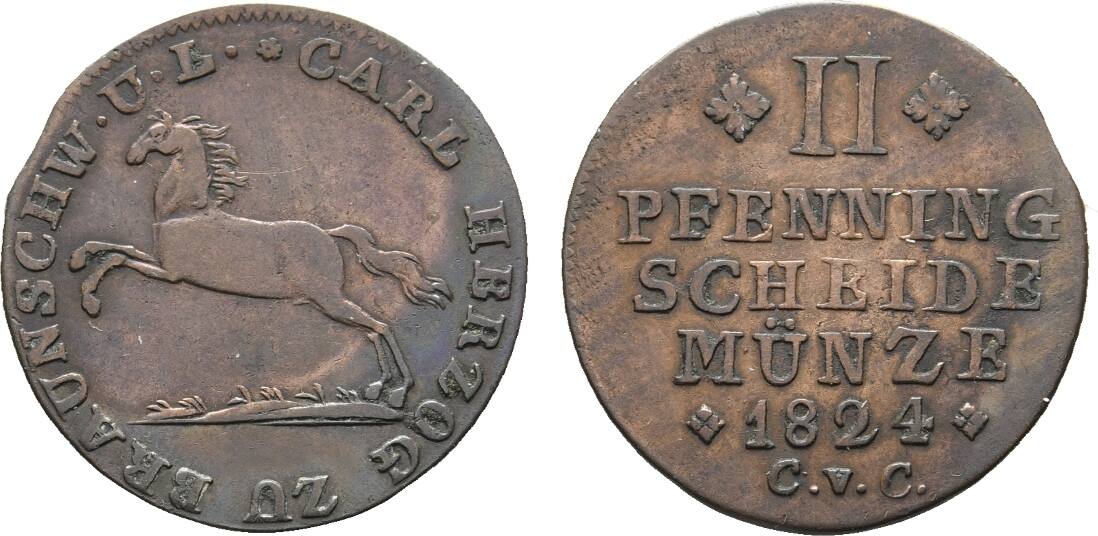 CARL HERZOG ZU BRAUNSCHW. U. L.
II
PFENNING
SCHEIDE
MÜNZE
1824
C.v.C.